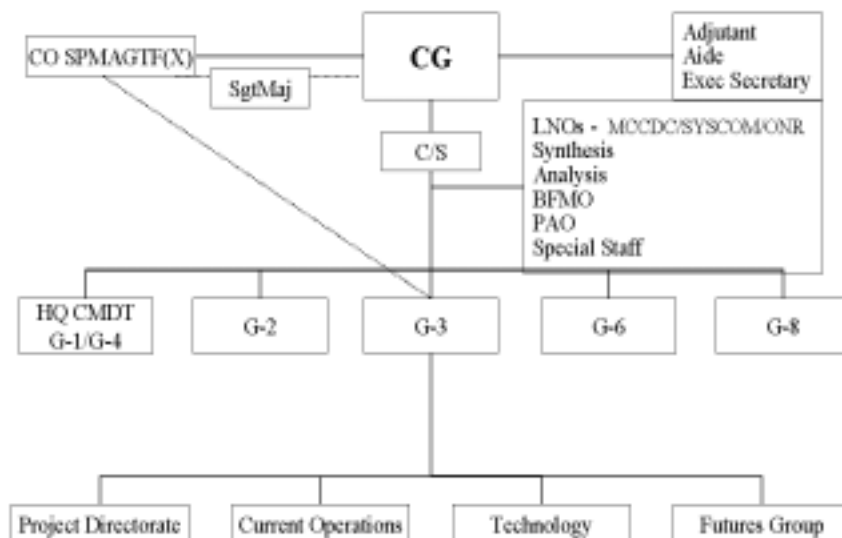 CO SPMAGTF(X)
CG
Adjutant
Aide
Exec Secretary
SgtMaj
C/S
LNOs - MCCDC/SYSCOM/ONR
Synthesis
Analysis
BFMO
PAO
Special Staff
HQ CMDT
G-1/G-4
G-2
G-3
G-6
G-8
Project Directorate
Current Operations
Technology
Futures Group